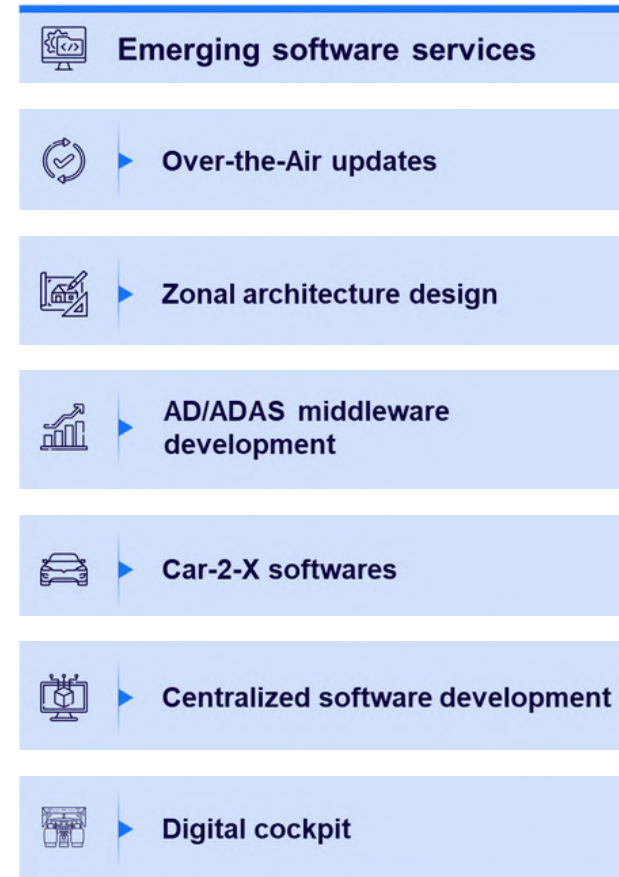 Emerging software services
Over-the-Air updates
Zonal architecture design
AD/ADAS middleware
development
Car-2-X softwares
Centralized software development
Digital cockpit